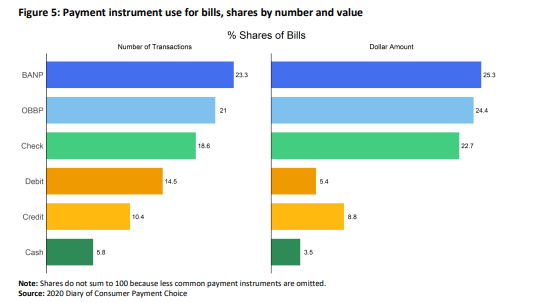 Figure 5: Payment instrument use for bills, shares by number and value
% Shares of Bills
Number of Transactions
Dollar Amount
BANP 23.3 25.3
OBBP 21 24.4
Check 18.6 22.7
Debit 14.5 5.4
Credit 10.4 8.8
Cash 5.8 3.5
Note: Shares do not sum to 100 because less common payment instruments are omitted.
Source: 2020 Diary of Consumer Payment Choice